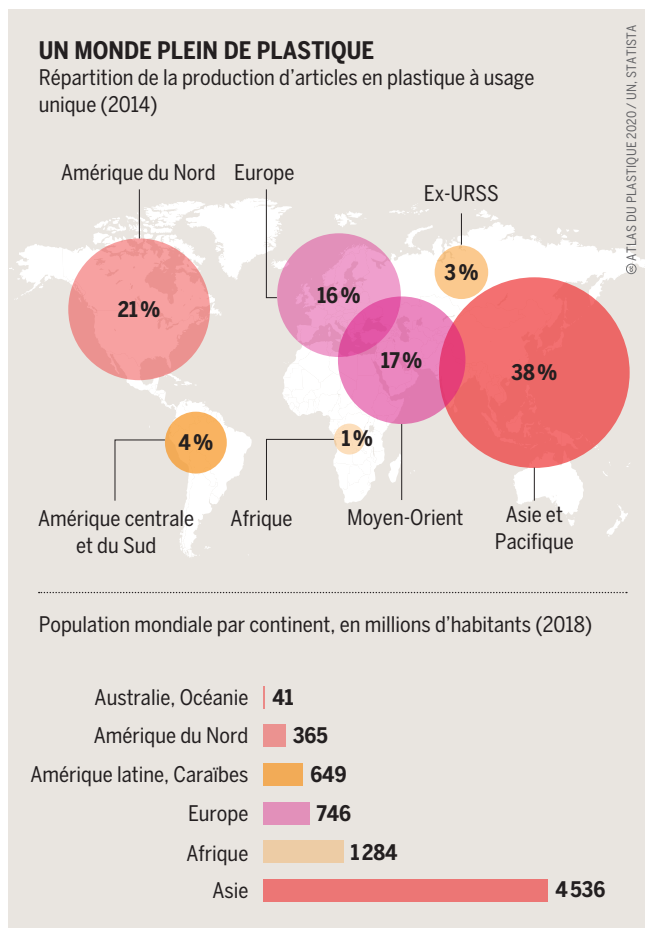 UN MONDE PLEIN DE PLASTIQUE
Répartition de la production d’articles en plastique à usage
unique (2014)
© ATLAS DU PLASTIQUE 2020 / UN, STATISTA
Amérique du Nord
Europe
Ex-URSS
21 %
16 %
3 %
17 %
38 %
4 %
1 %
Amérique centrale
et du Sud
Afrique
Moyen-Orient
Asie et
Pacifique
Population mondiale par continent, en millions d’habitants (2018)
Australie, Océanie 41
Amérique du Nord 365
Amérique latine, Caraïbes 649
Europe 746
Afrique 1 284
Asie 4 536